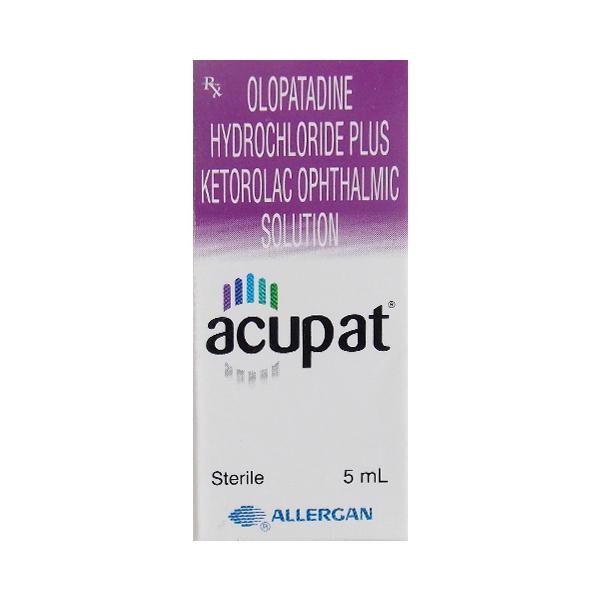 Rx
OLOPATADINE
HYDROCHLORIDE PLUS
KETOROLAC OPHTHALMIC
SOLUTION
acupat®
Sterile 5 mL
® ALLERGAN